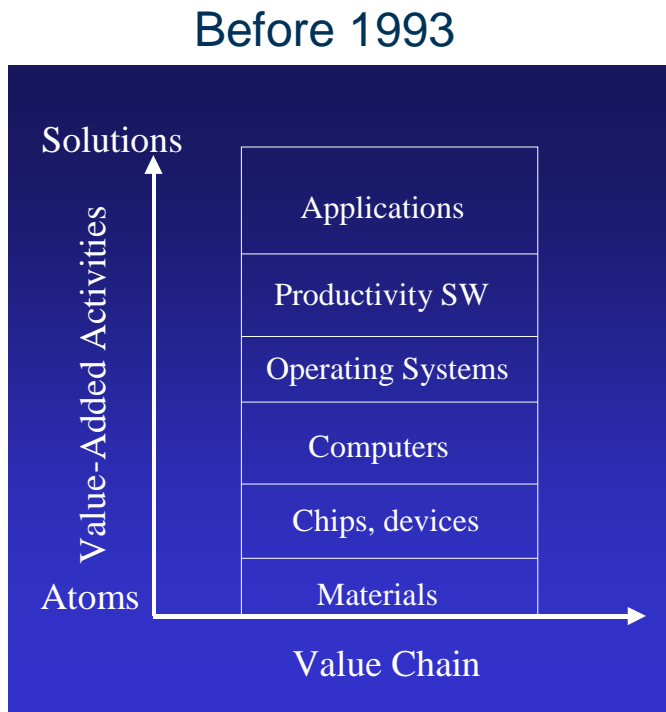 Before 1993
Solutions
Value-Added Activities
Atoms
Applications
Productivity SW
Operating Systems
Computers
Chips, devices
Materials
Value Chain